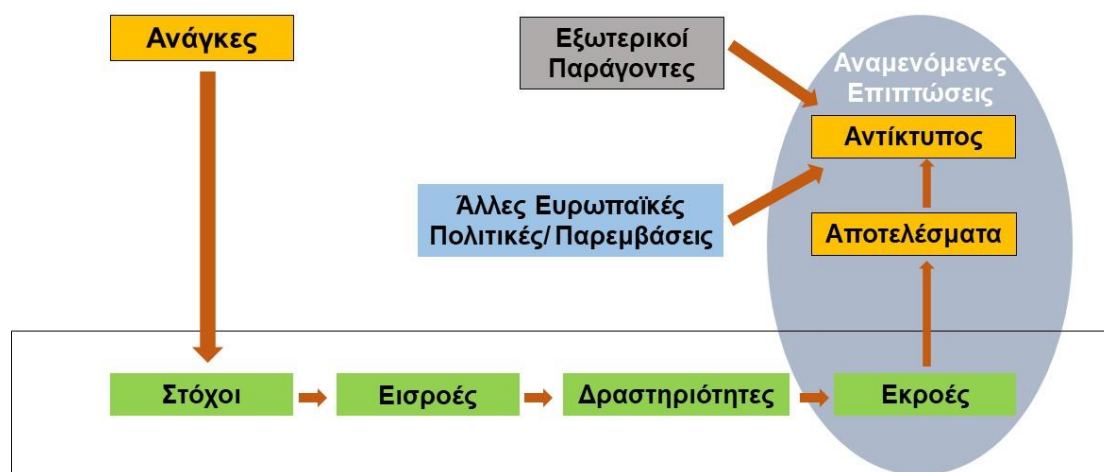 Ανάγκες
Εξωτερικοί
Παράγοντες
Αναμενόμενες
Επιπτώσεις
Αντίκτυπος
Άλλες Ευρωπαϊκές
Πολιτικές/ Παρεμβάσεις
Αποτελέσματα
Στόχοι
Εισροές
Δραστηριότητες
Εκροές